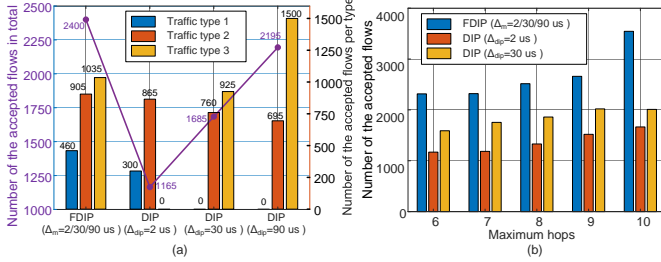 Number of the accepted flows in total
2500
2250
2000
1750
1500
1250
1000
Traffic type 1
Traffic type 2
Traffic type 3
2400
905
1035
460
865
300
1165
0
925
760
1685
0
2195
1500
695
0
1500
1250
1000
750
500
250
0
Number of the accepted flows per type
FDIP
(Δm=2/30/90 us)
DIP
(Δdip=2 us)
DIP
(Δdip=30 us)
DIP
(Δdip=90 us)
(a)
Number of the accepted flows
4000
3000
2000
1000
0
FDIP (Δm=2/30/90 us)
DIP (Δdip=2 us)
DIP (Δdip=30 us)
6 7 8 9 10
Maximum hops
(b)